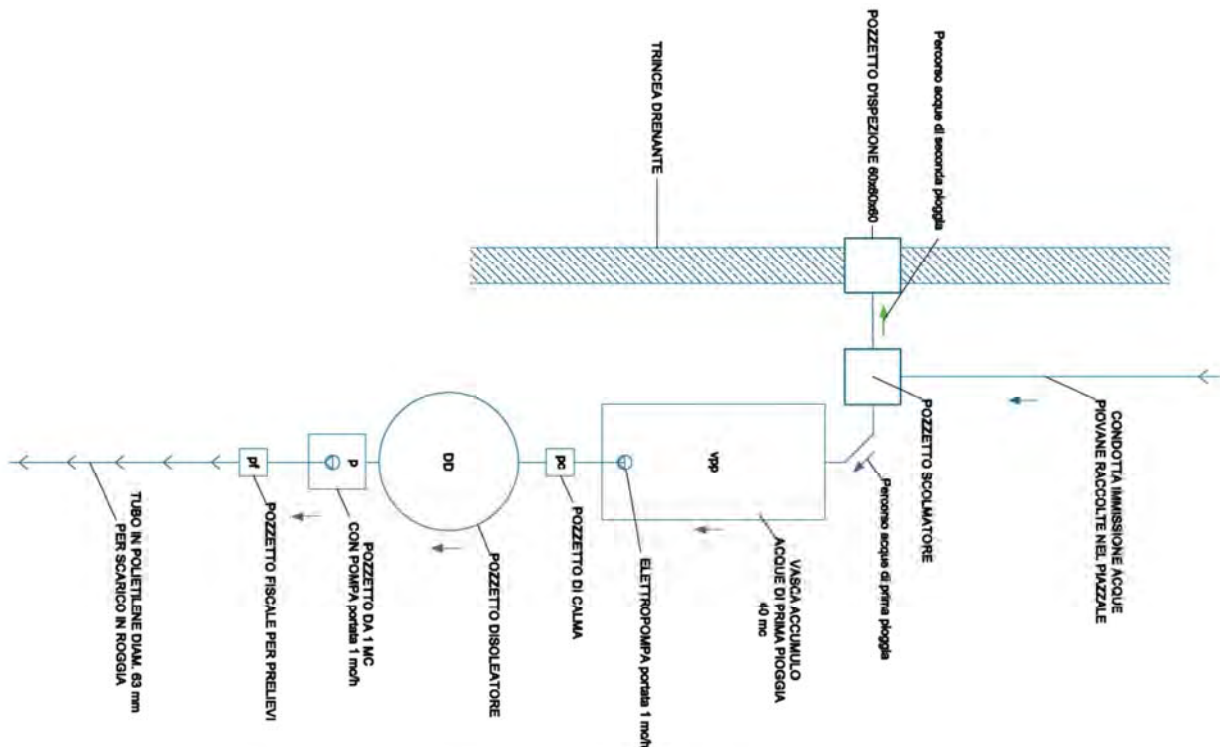 TRINCEA DRENANTE
POZZETTO D'ISPEZIONE 60x60x60
Percorso acque di seconda pioggia
CONDOTTA IMMISSIONE ACQUE
PIOVANE RACCOLTE NEL PIAZZALE
POZZETTO SCOLMATORE
Percorso acque di prima pioggia
vpp
VASCA ACCUMULO
ACQUE DI PRIMA PIOGGIA
40 mc
ELETTROPOMPA portata 1 mc/h
pc
POZZETTO DI CALMA
DD
POZZETTO DISOLEATORE
P
POZZETTO DA 1 MC
CON POMPA portata 1 mc/h
pf
POZZETTO FISCALE PER PRELIEVI
TUBO IN POLIETILENE DIAM. 63 mm
PER SCARICO IN ROGGIA